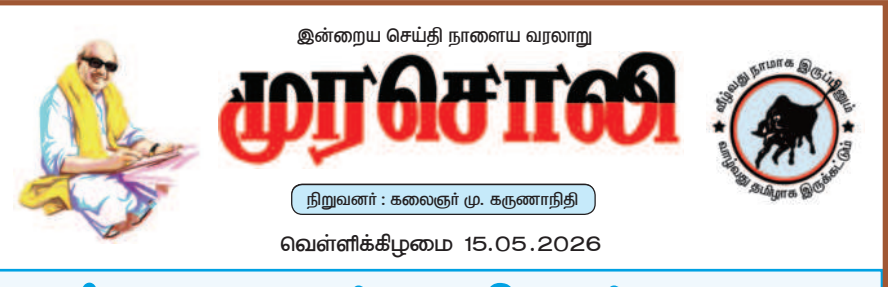 இன்றைய செய்தி நாளைய வரலாறு
முரசொலி
வீழ்வது நாமாக இருப்பினும்
வாழ்வது தமிழாக இருக்கட்டும்
நிறுவனர் : கலைஞர் மு. கருணாநிதி
வெள்ளிக்கிழமை 15.05.2026